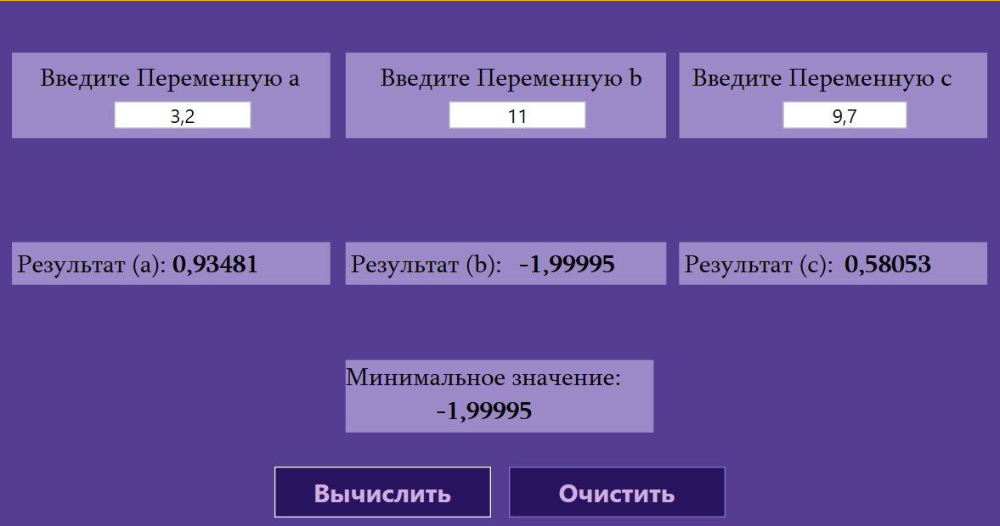 Введите Переменную a
3,2
Введите Переменную b
11
Введите Переменную c
9,7
Результат (a): 0,93481
Результат (b): -1,99995
Результат (c): 0,58053
Минимальное значение:
-1,99995
Вычислить
Очистить